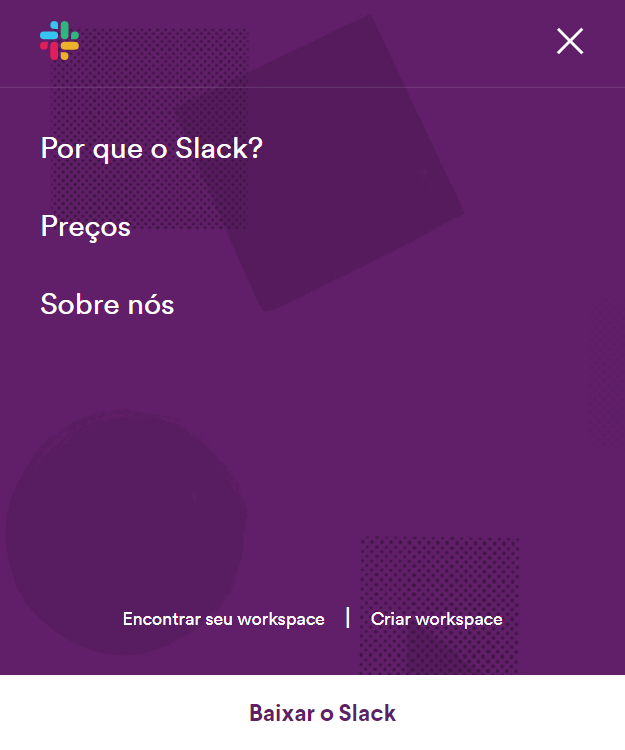 Por que o Slack?
Preços
Sobre nós
Encontrar seu workspace | Criar workspace
Baixar o Slack